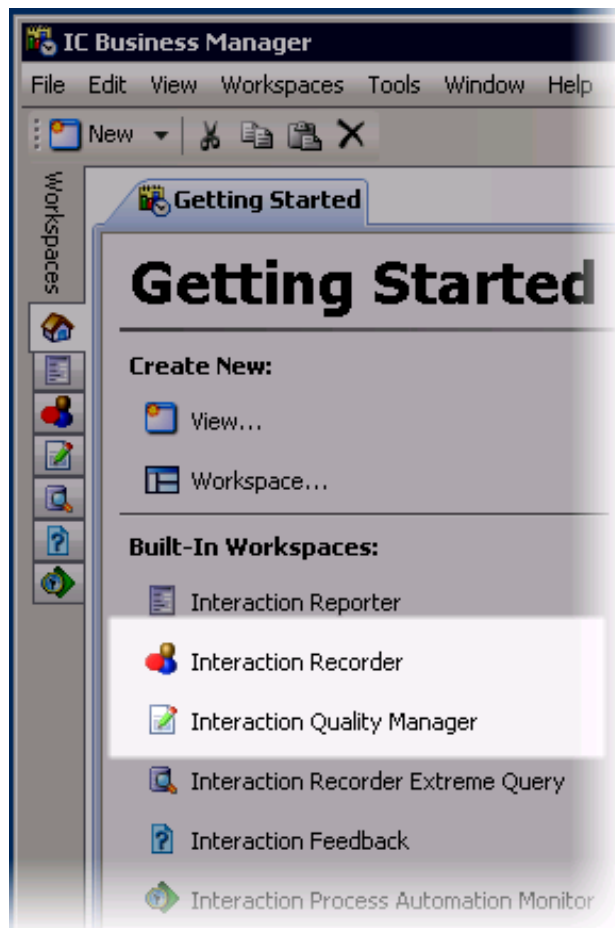 IC Business Manager
File Edit View Workspaces Tools Window Help
New
Workspaces
Getting Started
Getting Started
Create New:
View...
Workspace...
Built-In Workspaces:
Interaction Reporter
Interaction Recorder
Interaction Quality Manager
Interaction Recorder Extreme Query
Interaction Feedback
Interaction Process Automation Monitor